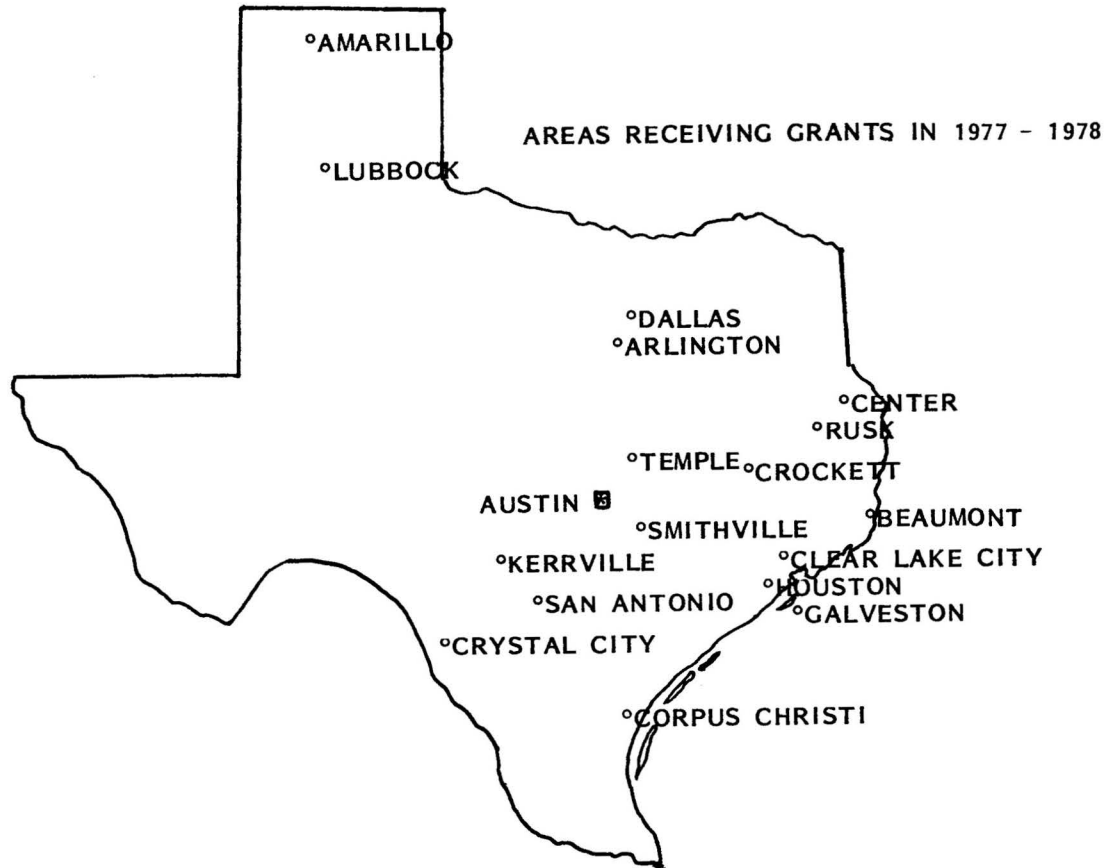 °AMARILLO
AREAS RECEIVING GRANTS IN 1977 - 1978
°LUBBOCK
°DALLAS
°ARLINGTON
°CENTER
°RUSK
°TEMPLE
°CROCKETT
AUSTIN
°BEAUMONT
°SMITHVILLE
°KERRVILLE
°CLEAR LAKE CITY
°HOUSTON
°SAN ANTONIO
°GALVESTON
°CRYSTAL CITY
°CORPUS CHRISTI